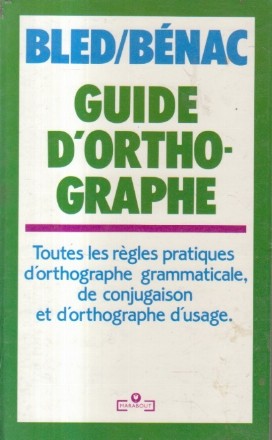 BLED/BÉNAC
GUIDE
D'ORTHO-
GRAPHE
Toutes les règles pratiques
d'orthographe grammaticale,
de conjugaison
et d'orthographe d'usage.
MARABOUT